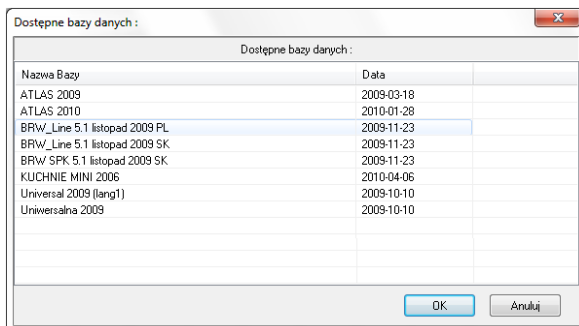 Dostępne bazy danych :
Dostępne bazy danych :
Nazwa Bazy Data
ATLAS 2009 2009-03-18
ATLAS 2010 2010-01-28
BRW_Line 5.1 listopad 2009 PL 2009-11-23
BRW_Line 5.1 listopad 2009 SK 2009-11-23
BRW SPK 5.1 listopad 2009 SK 2009-11-23
KUCHNIE MINI 2006 2010-04-06
Universal 2009 (lang1) 2009-10-10
Uniwersalna 2009 2009-10-10
OK Anuluj